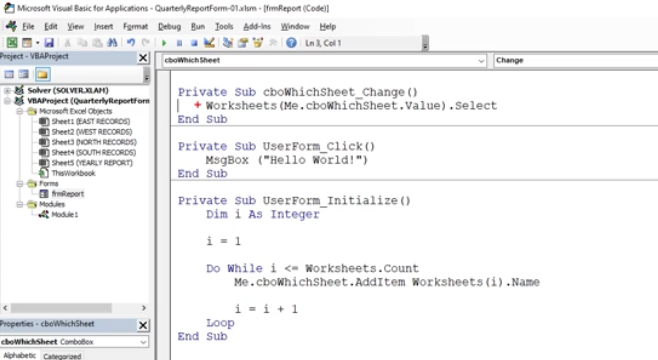 Microsoft Visual Basic for Applications - QuarterlyReportForm-01.xlsm - [frmReport (Code)]
File Edit View Insert Format Debug Run Tools Add-Ins Window Help
Ln 3, Col 1
Project - VBAProject
cboWhichSheet Change
Solver (SOLVER.XLAM)
VBAProject (QuarterlyReportForm
Microsoft Excel Objects
Sheet1 (EAST RECORDS)
Sheet2 (WEST RECORDS)
Sheet3 (NORTH RECORDS)
Sheet4 (SOUTH RECORDS)
Sheet5 (YEARLY REPORT)
ThisWorkbook
Forms
frmReport
Modules
Module1
Properties - cboWhichSheet
cboWhichSheet ComboBox
Alphabetic Categorized
Private Sub cboWhichSheet_Change()
+ Worksheets(Me.cboWhichSheet.Value).Select
End Sub
Private Sub UserForm_Click()
MsgBox ("Hello World!")
End Sub
Private Sub UserForm_Initialize()
Dim i As Integer
i = 1
Do While i <= Worksheets.Count
Me.cboWhichSheet.AddItem Worksheets(i).Name
i = i + 1
Loop
End Sub